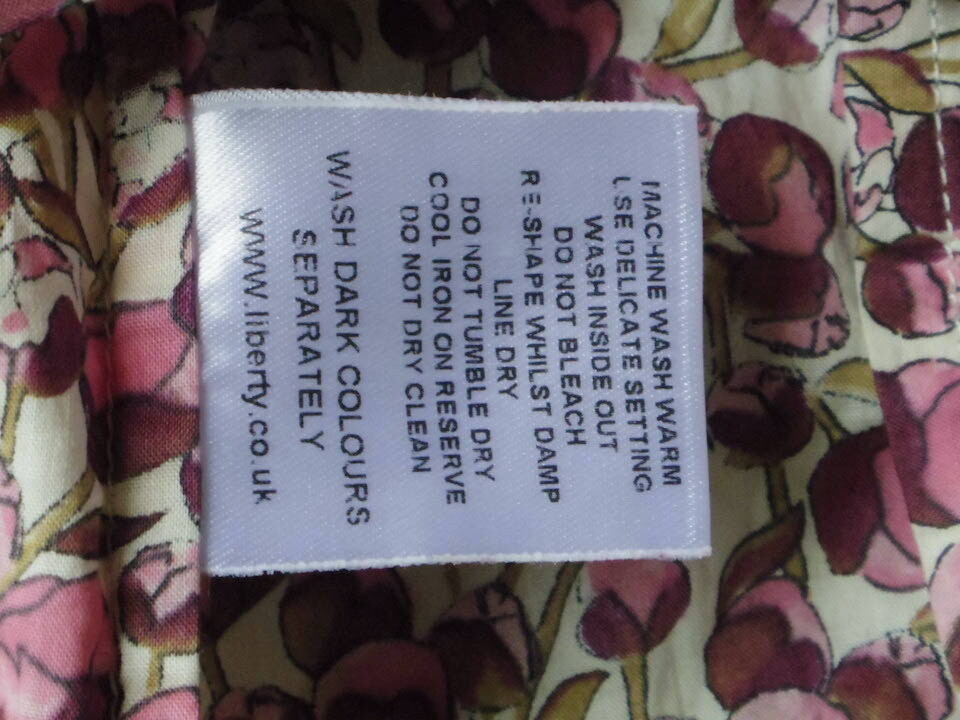 MACHINE WASH WARM
USE DELICATE SETTING
WASH INSIDE OUT
DO NOT BLEACH
RE-SHAPE WHILST DAMP
LINE DRY
DO NOT TUMBLE DRY
COOL IRON ON RESERVE
DO NOT DRY CLEAN
WASH DARK COLOURS
SEPARATELY
www.liberty.co.uk